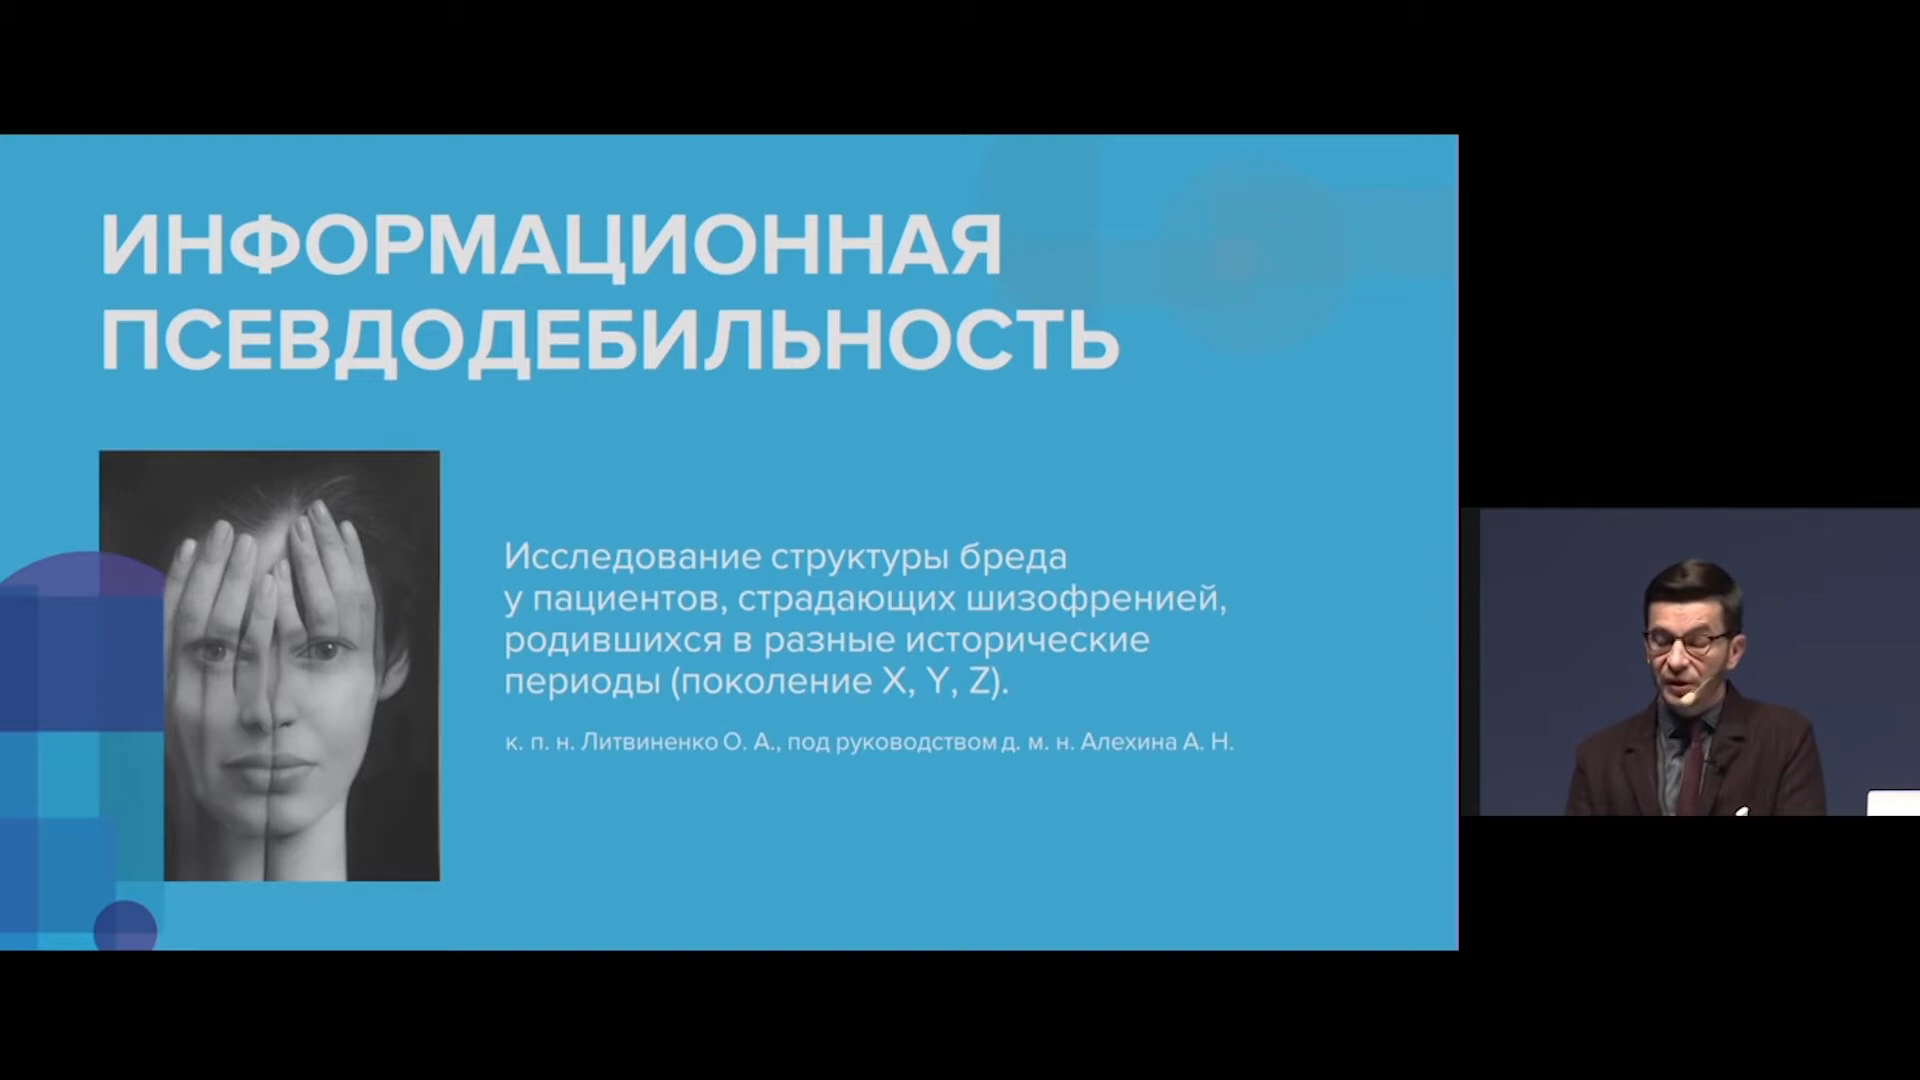 ИНФОРМАЦИОННАЯ
ПСЕВДОДЕБИЛЬНОСТЬ
Исследование структуры бреда
у пациентов, страдающих шизофренией,
родившихся в разные исторические
периоды (поколение X, Y, Z).
к. п. н. Литвиненко О. А., под руководством д. м. н. Алехина А. Н.